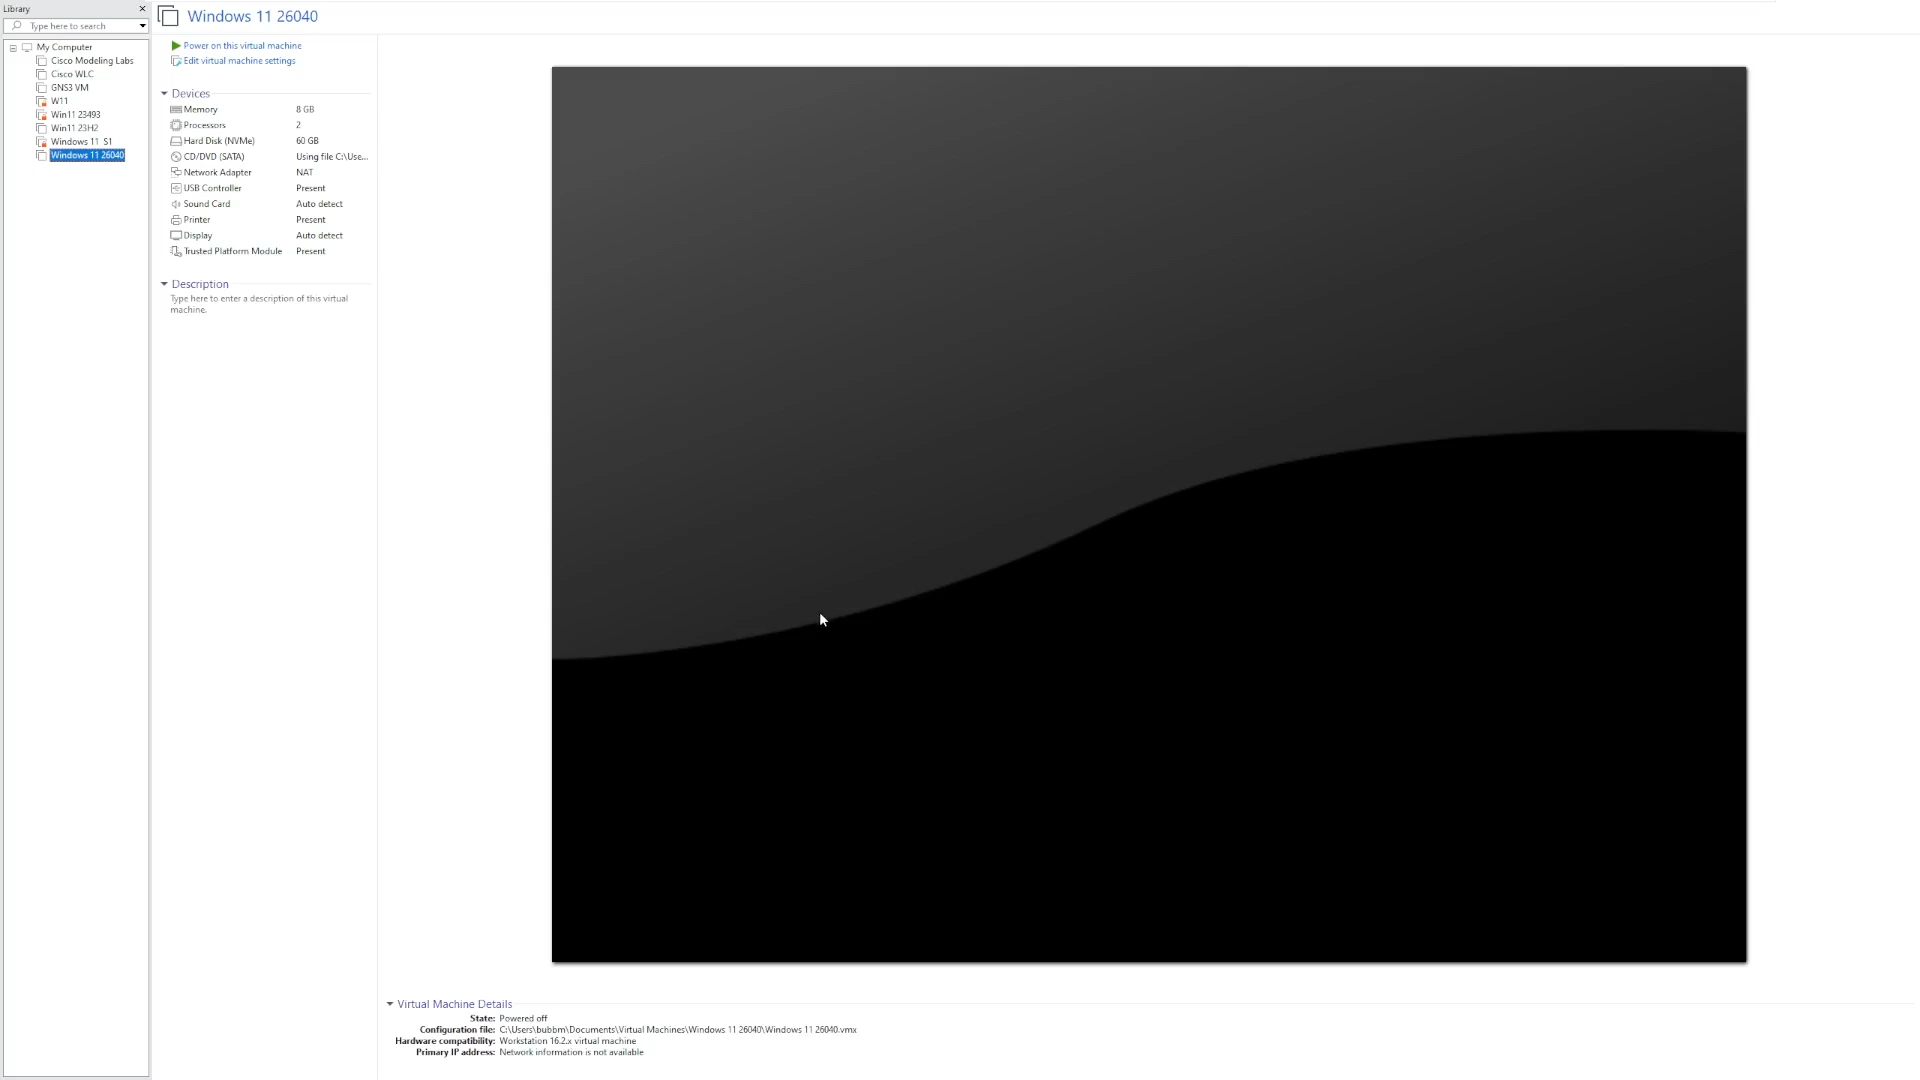 Library
Type here to search
My Computer
Cisco Modeling Labs
Cisco WLC
GNS3 VM
W11
Win11 23493
Win11 23H2
Windows 11 S1
Windows 11 26040
Windows 11 26040
Power on this virtual machine
Edit virtual machine settings
Devices
Memory 8 GB
Processors 2
Hard Disk (NVMe) 60 GB
CD/DVD (SATA) Using file C:\Use...
Network Adapter NAT
USB Controller Present
Sound Card Auto detect
Printer Present
Display Auto detect
Trusted Platform Module Present
Description
Type here to enter a description of this virtual
machine.
Virtual Machine Details
State: Powered off
Configuration file: C:\Users\bubbm\Documents\Virtual Machines\Windows 11 26040\Windows 11 26040.vmx
Hardware compatibility: Workstation 16.2.x virtual machine
Primary IP address: Network information is not available